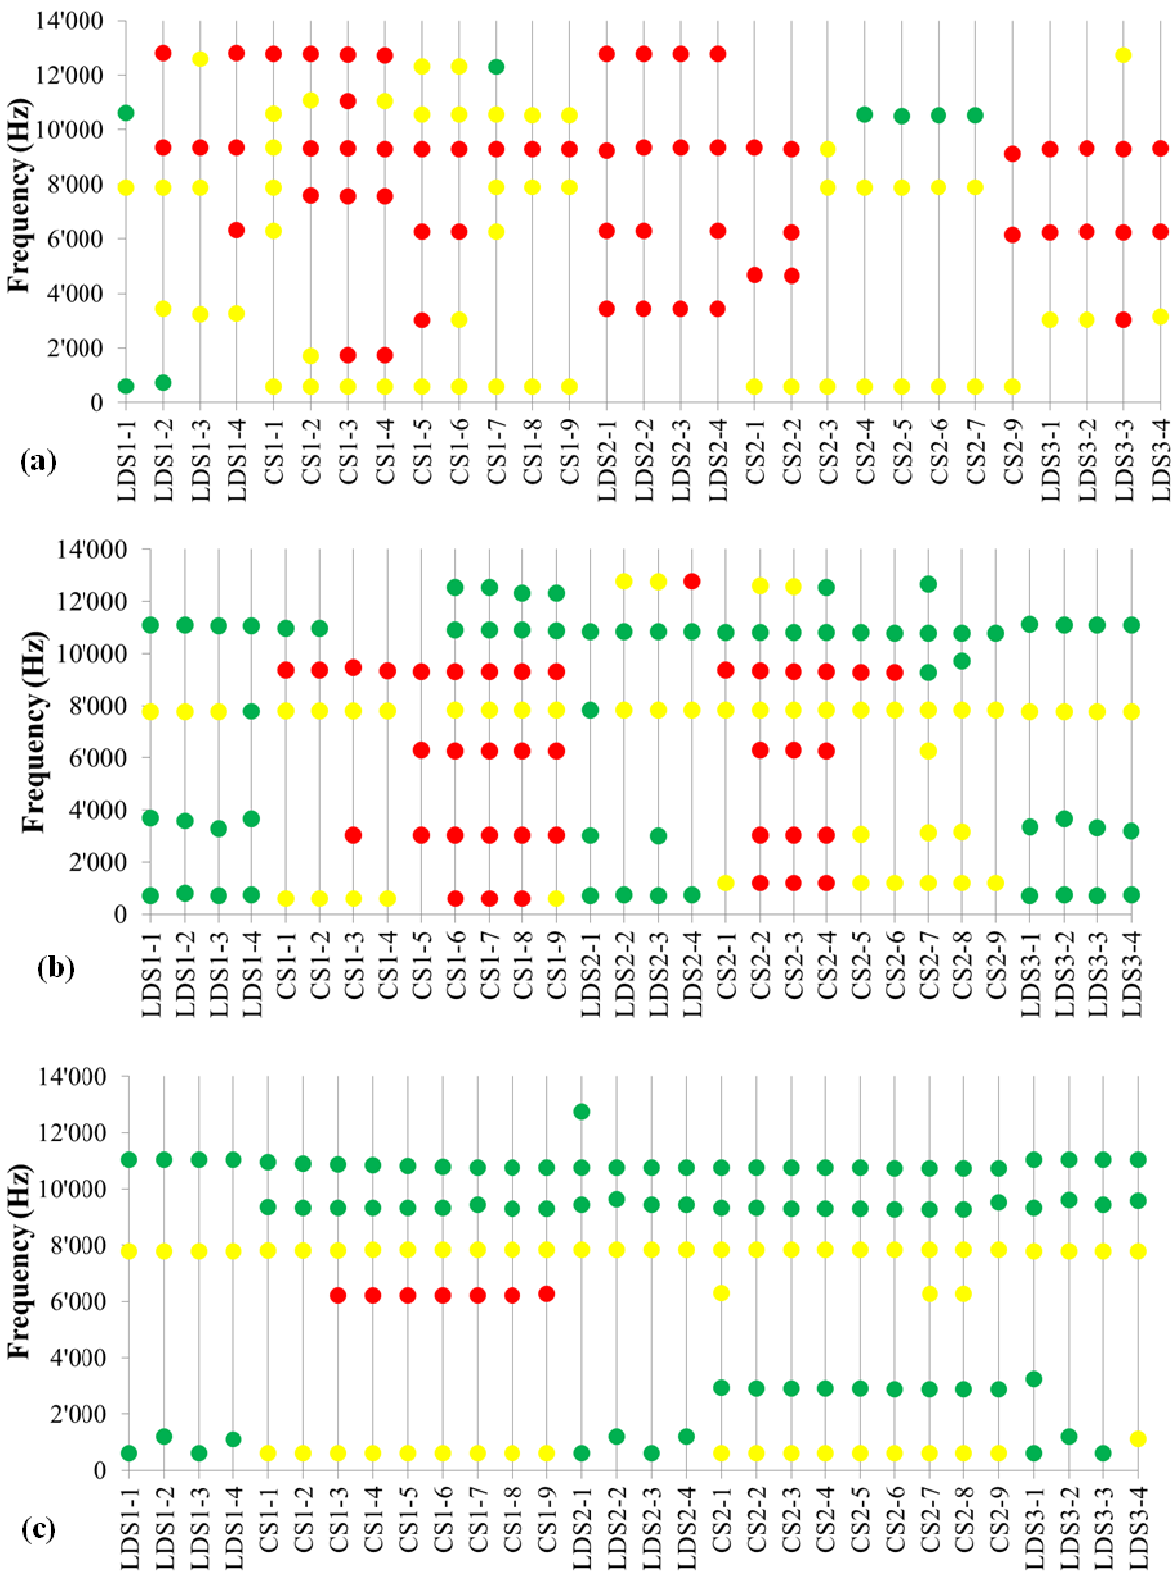 14'000
12'000
10'000
8'000
6'000
4'000
2'000
0
Frequency (Hz)
LDS1-1 LDS1-2 LDS1-3 LDS1-4 CS1-1 CS1-2 CS1-3 CS1-4 CS1-5 CS1-6 CS1-7 CS1-8 CS1-9 LDS2-1 LDS2-2 LDS2-3 LDS2-4 CS2-1 CS2-2 CS2-3 CS2-4 CS2-5 CS2-6 CS2-7 CS2-9 LDS3-1 LDS3-2 LDS3-3 LDS3-4
(a)
14'000
12'000
10'000
8'000
6'000
4'000
2'000
0
Frequency (Hz)
LDS1-1 LDS1-2 LDS1-3 LDS1-4 CS1-1 CS1-2 CS1-3 CS1-4 CS1-5 CS1-6 CS1-7 CS1-8 CS1-9 LDS2-1 LDS2-2 LDS2-3 LDS2-4 CS2-1 CS2-2 CS2-3 CS2-4 CS2-5 CS2-6 CS2-7 CS2-8 CS2-9 LDS3-1 LDS3-2 LDS3-3 LDS3-4
(b)
14'000
12'000
10'000
8'000
6'000
4'000
2'000
0
Frequency (Hz)
LDS1-1 LDS1-2 LDS1-3 LDS1-4 CS1-1 CS1-2 CS1-3 CS1-4 CS1-5 CS1-6 CS1-7 CS1-8 CS1-9 LDS2-1 LDS2-2 LDS2-3 LDS2-4 CS2-1 CS2-2 CS2-3 CS2-4 CS2-5 CS2-6 CS2-7 CS2-8 CS2-9 LDS3-1 LDS3-2 LDS3-3 LDS3-4
(c)